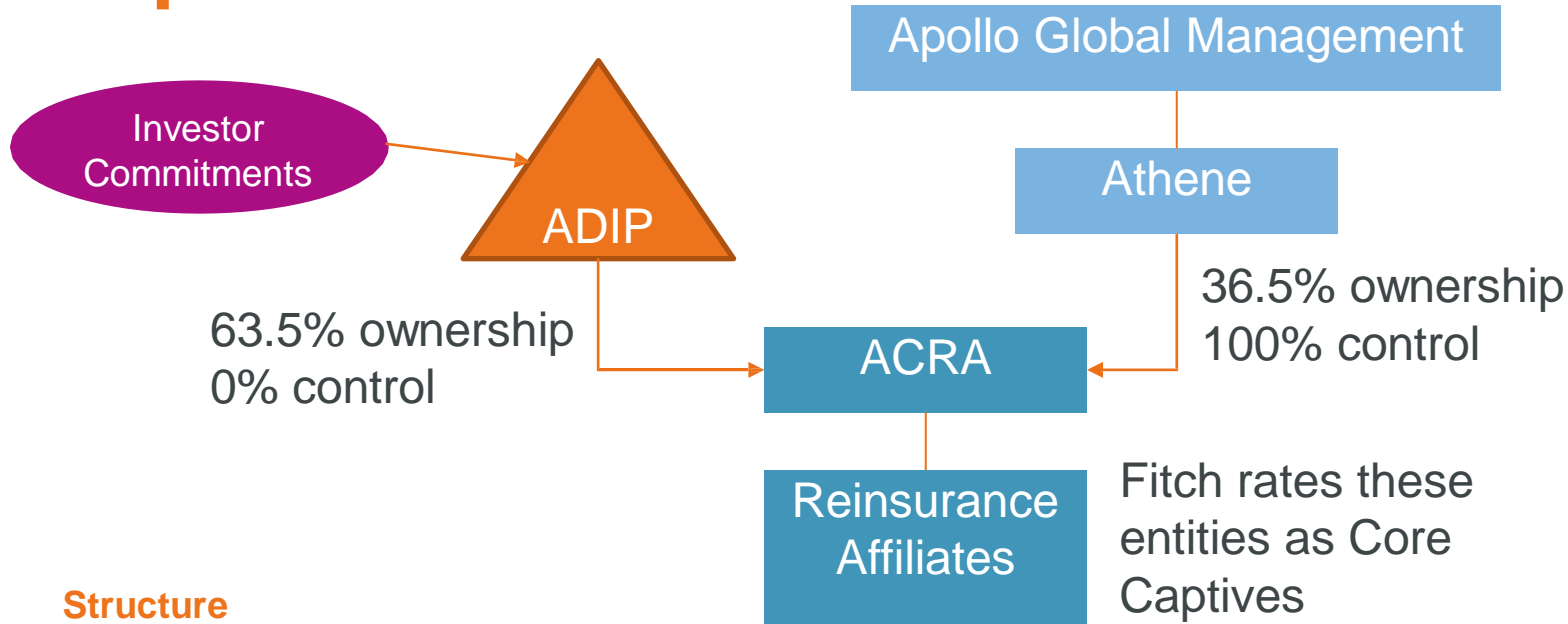 Apollo Global Management
Investor
Commitments
ADIP
Athene
63.5% ownership
0% control
36.5% ownership
100% control
ACRA
Reinsurance
Affiliates
Fitch rates these
entities as Core
Captives
Structure